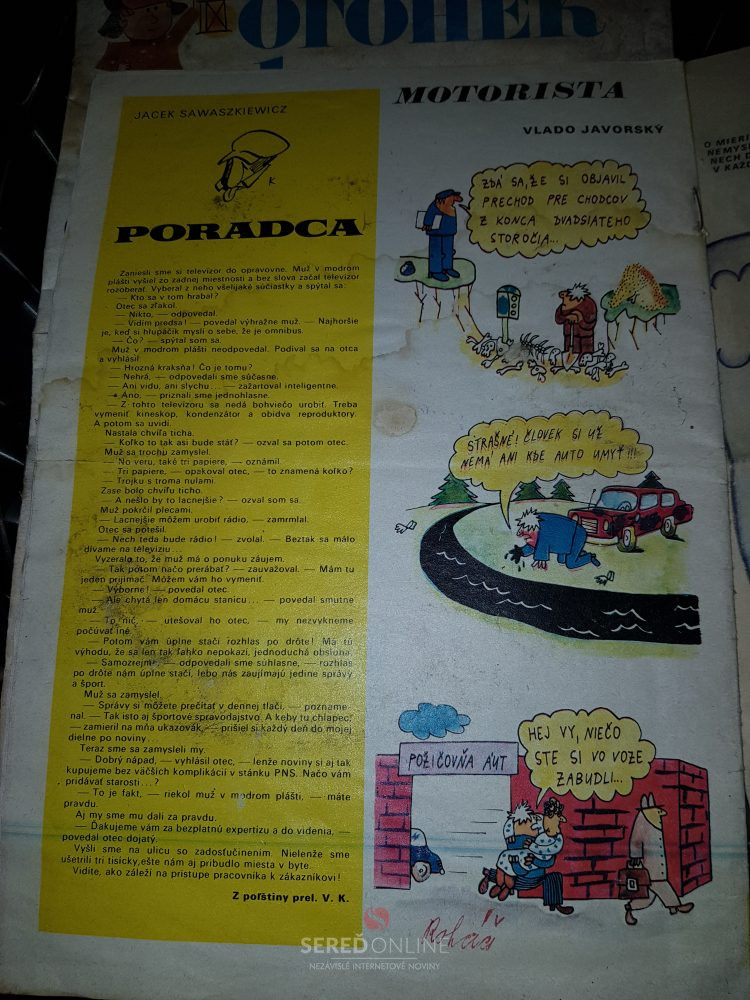 JACEK SAWASZKIEWICZ
K
PORADCA
Zaniesli sme si televízor do opravovne. Muž v modrom
plášti vyšiel zo zadnej miestnosti a bez slova začal televízor
rozoberať. Vyberal z neho všelijaké súčiastky a spýtal sa:
— Kto sa v tom hrabal?
Otec sa zľakol.
— Nikto, — odpovedal.
— Vidím predsa! — povedal výhražne muž. — Najhoršie
je, keď si hlupáčik myslí o sebe, že je omnibus.
— Čo? — spýtal som sa.
Muž v modrom plášti neodpovedal. Podíval sa na otca
a vyhlásil:
— Hrozná kraksňa! Čo je tomu?
— Nehrá, — odpovedali sme súčasne.
— Ani vidu, ani slychu... — zažartoval inteligentne.
— Áno, — priznali sme jednohlasne.
— Z tohto televízoru sa nedá bohviečo urobiť. Treba
vymeniť kineskop, kondenzátor a obidva reproduktory.
A potom sa uvidí.
Nastala chvíľa ticha.
— Koľko to tak asi bude stáť? — ozval sa potom otec.
Muž sa trochu zamyslel.
— No veru, také tri papiere, — oznámil.
— Tri papiere, — opakoval otec, — to znamená koľko?
— Trojku s troma nulami.
Zase bolo chvíľu ticho.
— A nešlo by to lacnejšie? — ozval som sa.
Muž pokrčil plecami.
— Lacnejšie môžem urobiť rádio, — zamrmlal.
Otec sa potešil.
— Nech teda bude rádio! — zvolal. — Beztak sa málo
dívame na televíziu...
Vyzeralo to, že muž má o ponuku záujem.
— Tak potom načo prerábať? — zauvažoval. — Mám tu
jeden prijímač. Môžem vám ho vymeniť.
— Výborne! — povedal otec.
— Ale chytá len domácu stanicu... — povedal smutne
muž.
— To nič, — utešoval ho otec, — my nezvykneme
počúvať iné.
— Potom vám úplne stačí rozhlas po drôte! Má tú
výhodu, že sa len tak ľahko nepokazí, jednoduchá obsluha.
— Samozrejme, — odpovedali sme súhlasne, — rozhlas
po drôte nám úplne stačí, lebo nás zaujímajú jedine správy
a šport.
Muž sa zamyslel.
— Správy si môžete prečítať v dennej tlači, — pozname-
nal. — Tak isto aj športové spravodajstvo. A keby tu chlapec,
— zamieril na mňa ukazovák, — prišiel si každý deň do mojej
dielne po noviny...
Teraz sme sa zamysleli my.
— Dobrý nápad, — vyhlásil otec, — lenže noviny si aj tak
kupujeme bez väčších komplikácií v stánku PNS. Načo vám
pridávať starosti...?
— To je fakt, — riekol muž v modrom plášti, — máte
pravdu.
Aj my sme mu dali za pravdu.
— Ďakujeme vám za bezplatnú expertízu a do videnia, —
povedal otec dojatý.
Vyšli sme na ulicu so zadosťučinením. Nielenže sme
ušetrili tri tisícky, ešte nám aj pribudlo miesta v byte.
Vidíte, ako záleží na prístupe pracovníka k zákazníkovi!
Z poľštiny prel. V. K.
MOTORISTA
VLADO JAVORSKÝ
ZDÁ SA, ŽE SI OBJAVIL
PRECHOD PRE CHODCOV
Z KONCA DVADSIATEHO
STOROČIA...
STRAŠNÉ! ČLOVEK SI UŽ
NEMÁ ANI KDE AUTO UMYŤ!!!
HEJ VY, NIEČO
STE SI VO VOZE
ZABUDLI...
POŽIČOVŇA ÁUT
O MIERI
NEMYS
NECH
V KAŽ
SEREĎONLINE
NEZÁVISLÉ INTERNETOVÉ NOVINY